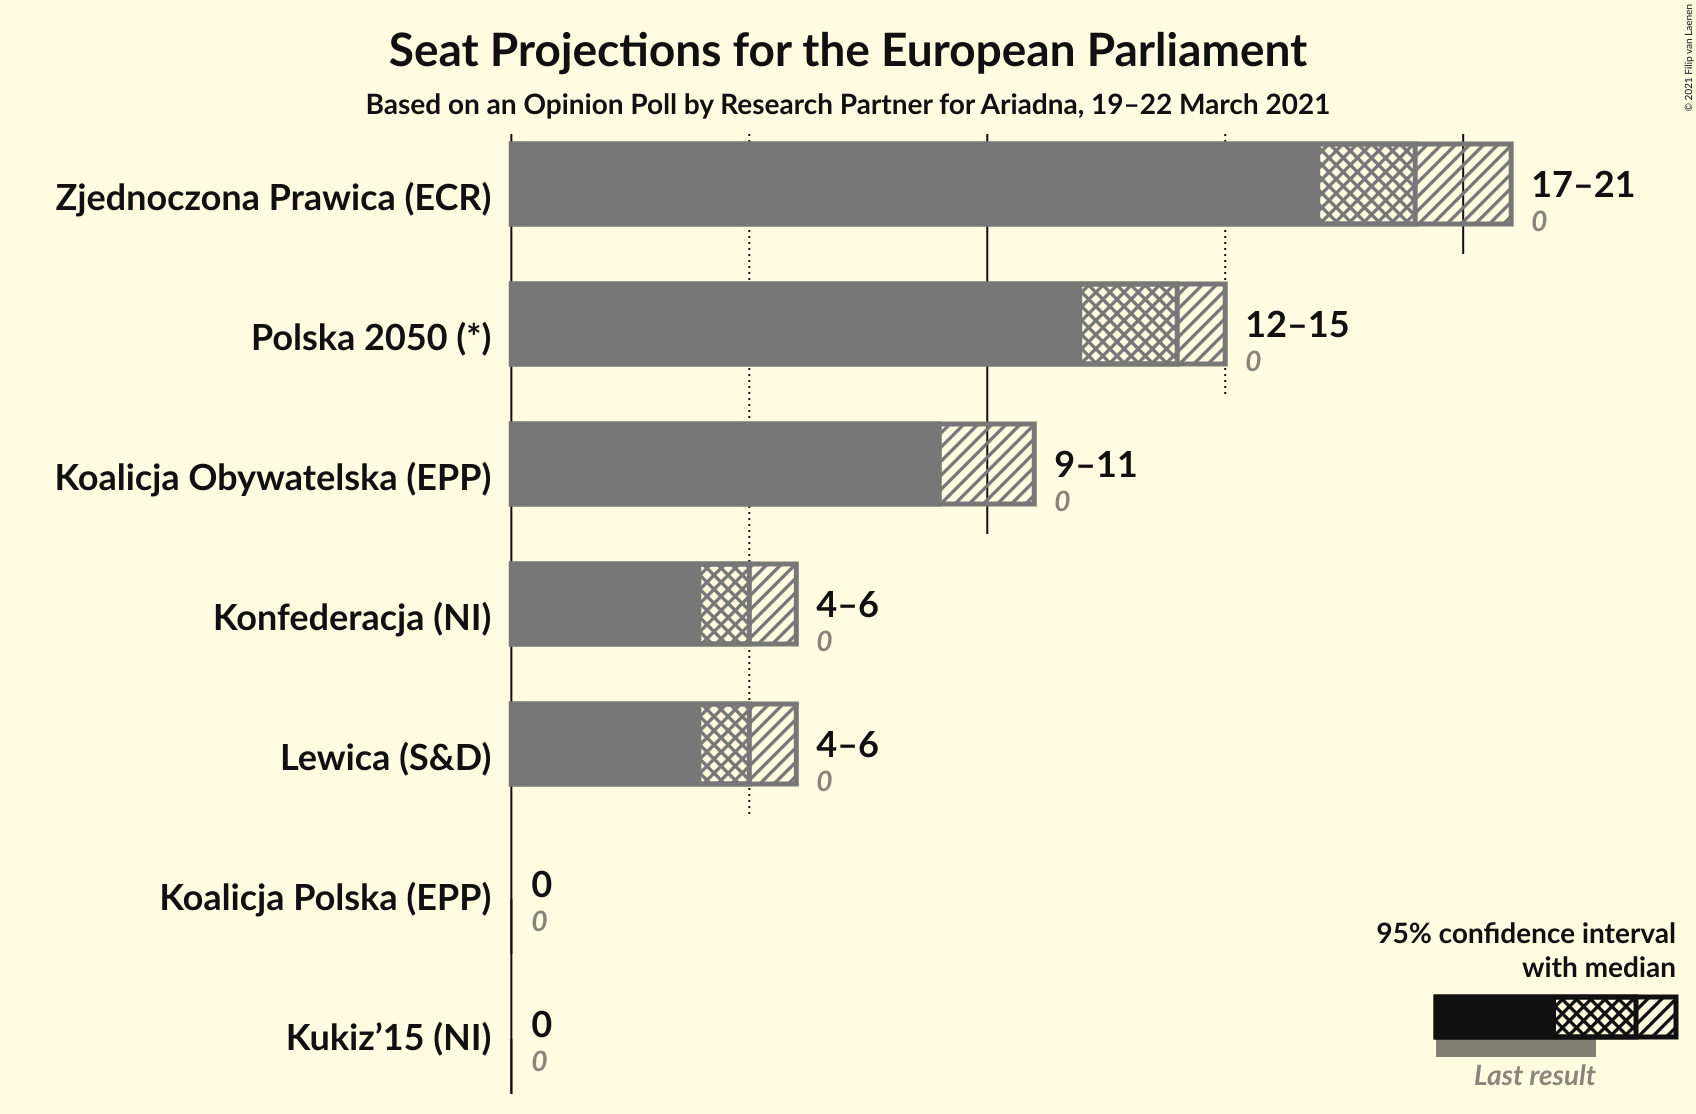 Seat Projections for the European Parliament
Based on an Opinion Poll by Research Partner for Ariadna, 19–22 March 2021
© 2021 Filip van Laenen
Zjednoczona Prawica (ECR)
17–21
0
Polska 2050 (*)
12–15
0
Koalicja Obywatelska (EPP)
9–11
0
Konfederacja (NI)
4–6
0
Lewica (S&D)
4–6
0
Koalicja Polska (EPP)
0
0
Kukiz’15 (NI)
0
0
95% confidence interval
with median
Last result